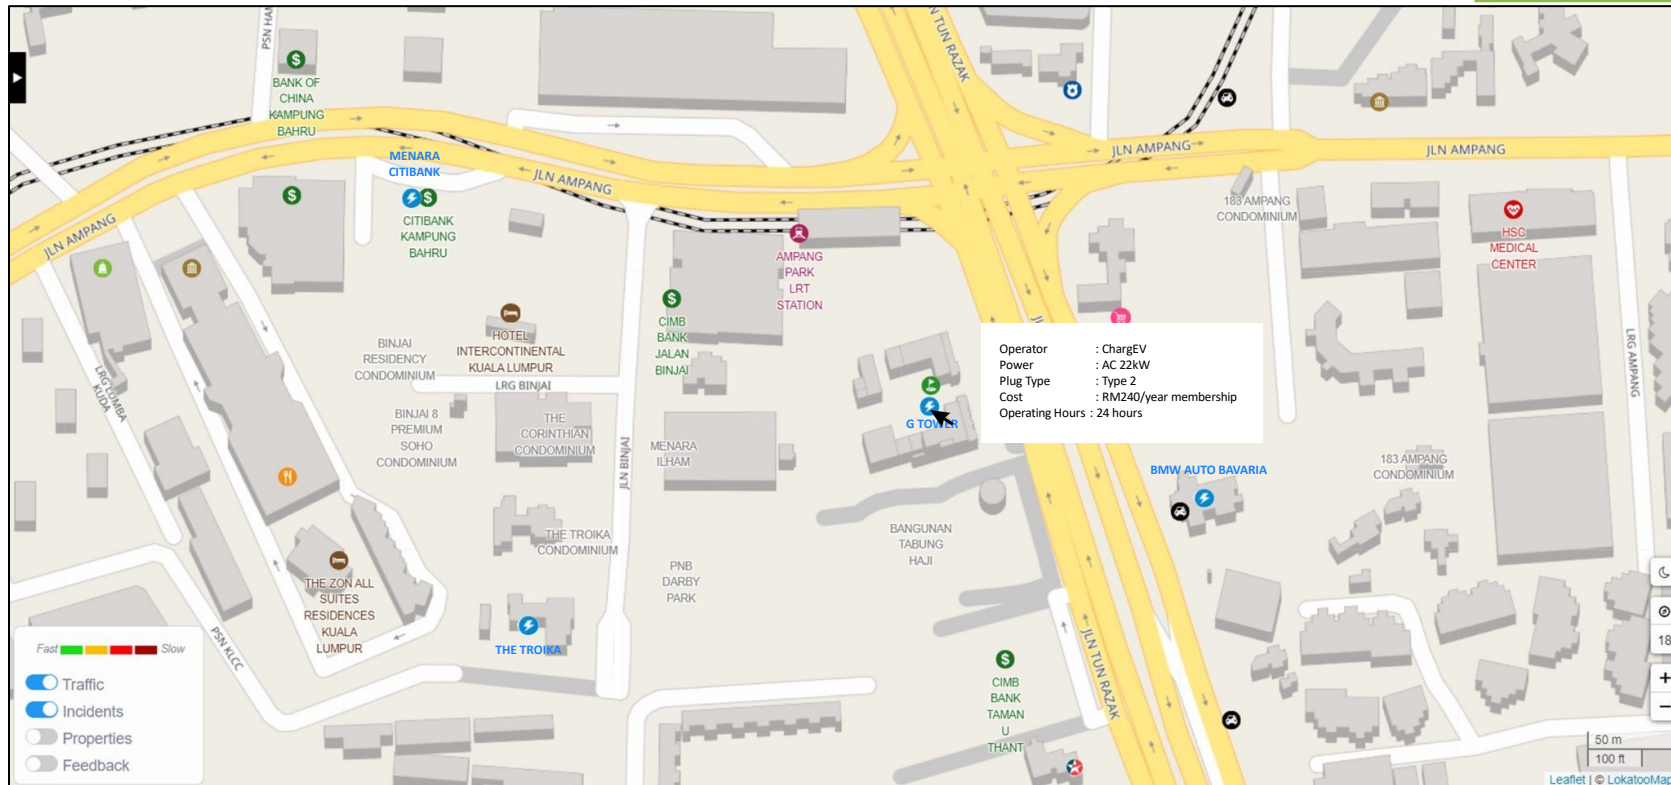 PSN HAM
BANK OF
CHINA
KAMPUNG
BAHRU
JLN TUN RAZAK
MENARA
CITIBANK
CITIBANK
KAMPUNG
BAHRU
JLN AMPANG
JLN AMPANG
JLN AMPANG
JLN AMPANG
183 AMPANG
CONDOMINIUM
HSC
MEDICAL
CENTER
AMPANG
PARK
LRT
STATION
CIMB
BANK
JALAN
BINJAI
HOTEL
INTERCONTINENTAL
KUALA LUMPUR
BINJAI
RESIDENCY
CONDOMINIUM
LRG BINJAI
LRG LUMBA
KUDA
LRG AMPANG
Operator : ChargEV
Power : AC 22kW
Plug Type : Type 2
Cost : RM240/year membership
Operating Hours : 24 hours
G TOWER
BINJAI 8
PREMIUM
SOHO
CONDOMINIUM
THE
CORINTHIAN
CONDOMINIUM
JLN BINJAI
MENARA
ILHAM
BMW AUTO BAVARIA
183 AMPANG
CONDOMINIUM
THE TROIKA
CONDOMINIUM
BANGUNAN
TABUNG
HAJI
PNB
DARBY
PARK
THE ZON ALL
SUITES
RESIDENCES
KUALA
LUMPUR
PSN KLCC
THE TROIKA
JLN TUN RAZAK
CIMB
BANK
TAMAN
U
THANT
Fast Slow
Traffic
Incidents
Properties
Feedback
18
+
−
50 m
100 ft
Leaflet | © LokatooMap